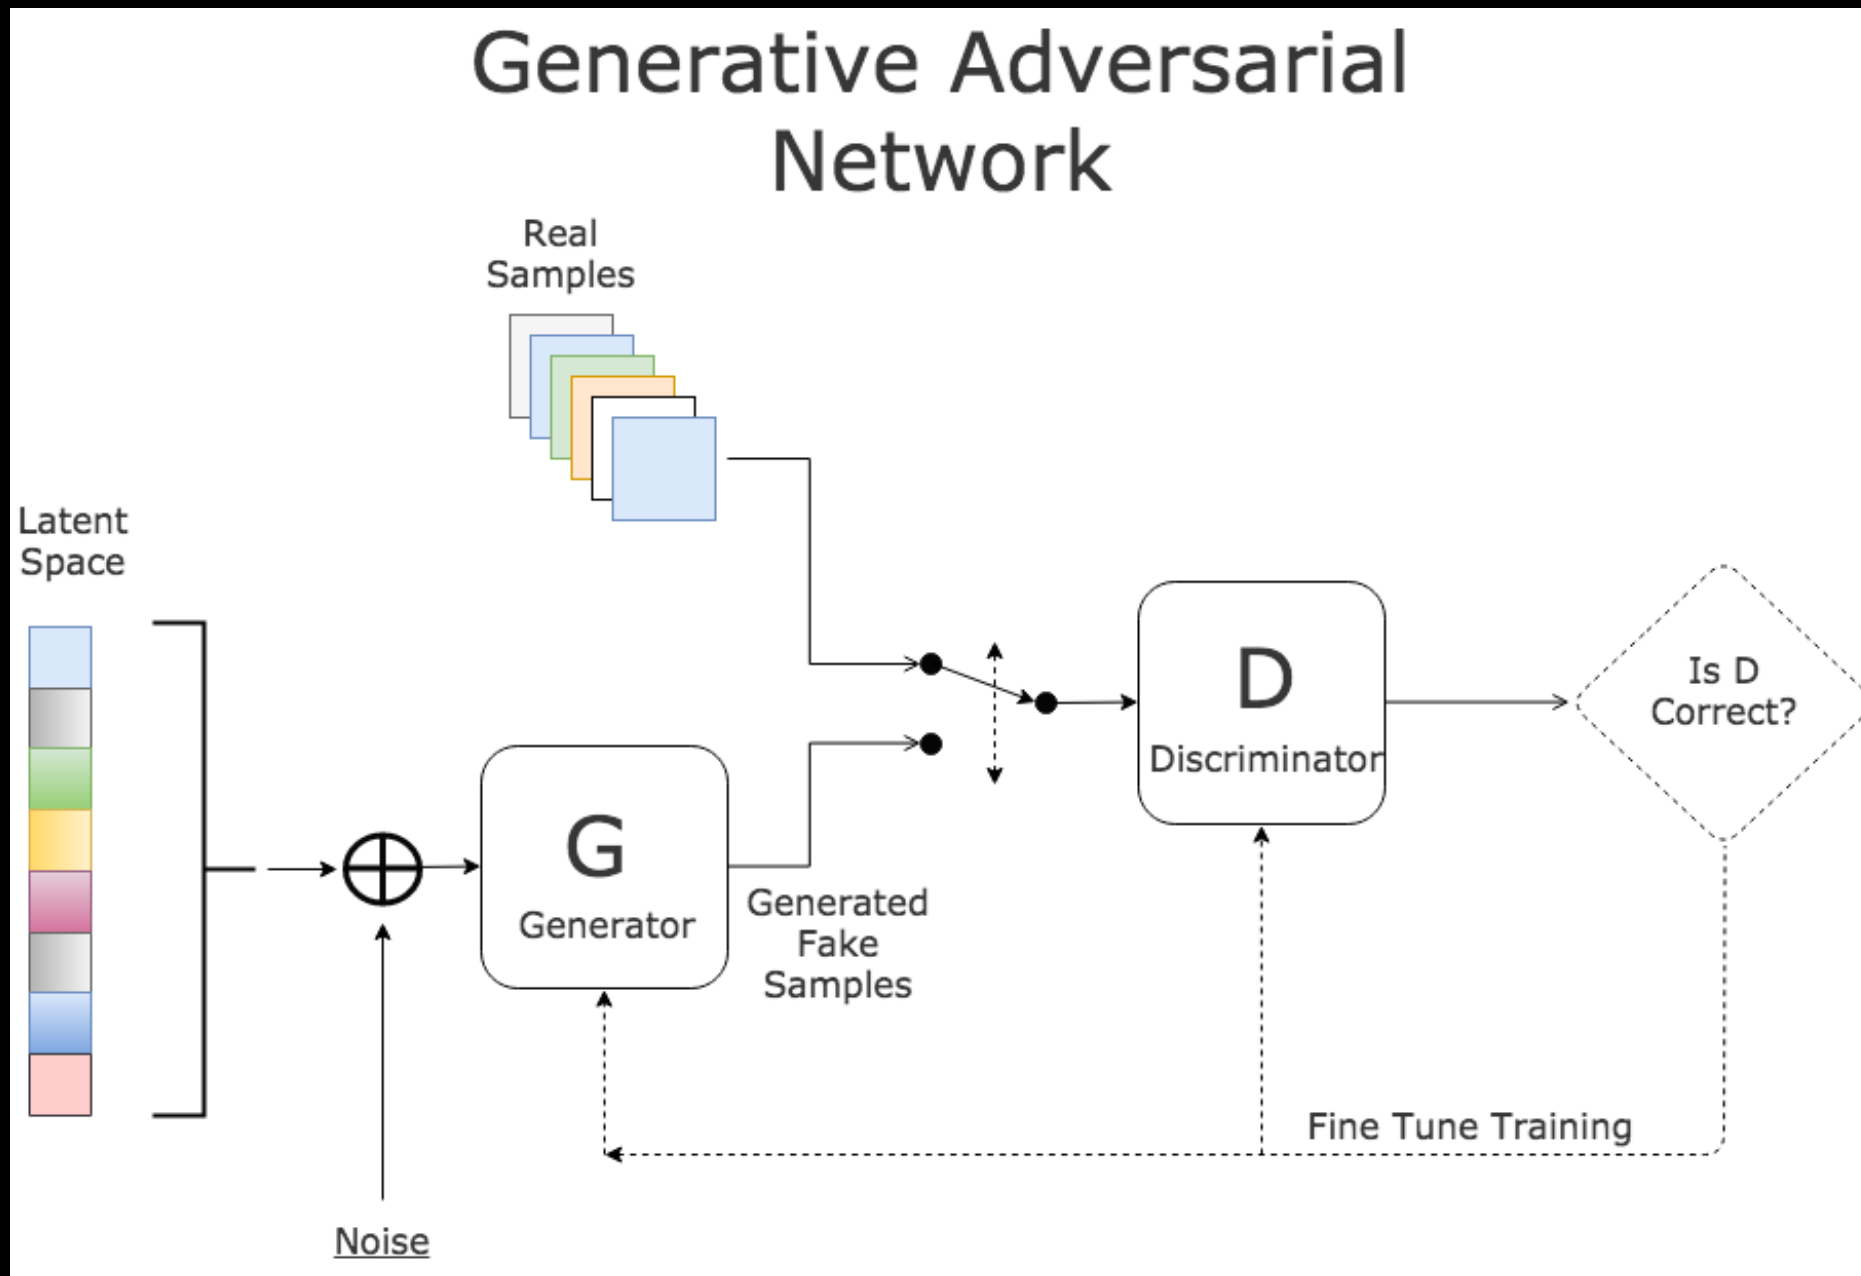 Generative Adversarial
Network
Real
Samples
Latent
Space
Is D
Correct?
D
Discriminator
G
Generator
Generated
Fake
Samples
Fine Tune Training
Noise